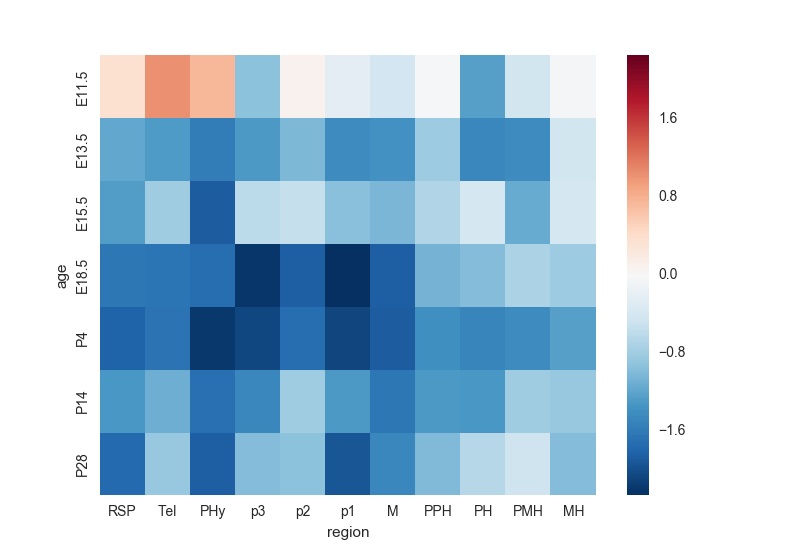 E11.5
E13.5
E15.5
E18.5
P4
P14
P28
age
RSP Tel PHy p3 p2 p1 M PPH PH PMH MH
region
1.6
0.8
0.0
−0.8
−1.6